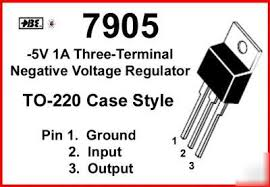 7905
-5V 1A Three-Terminal
Negative Voltage Regulator
TO-220 Case Style
Pin 1. Ground
2. Input
3. Output
1
2
3